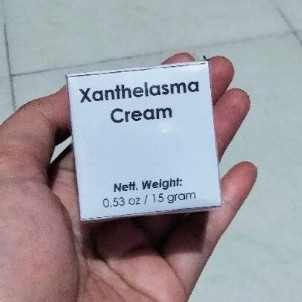 Xanthelasma
Cream
Nett. Weight:
0.53 oz / 15 gram